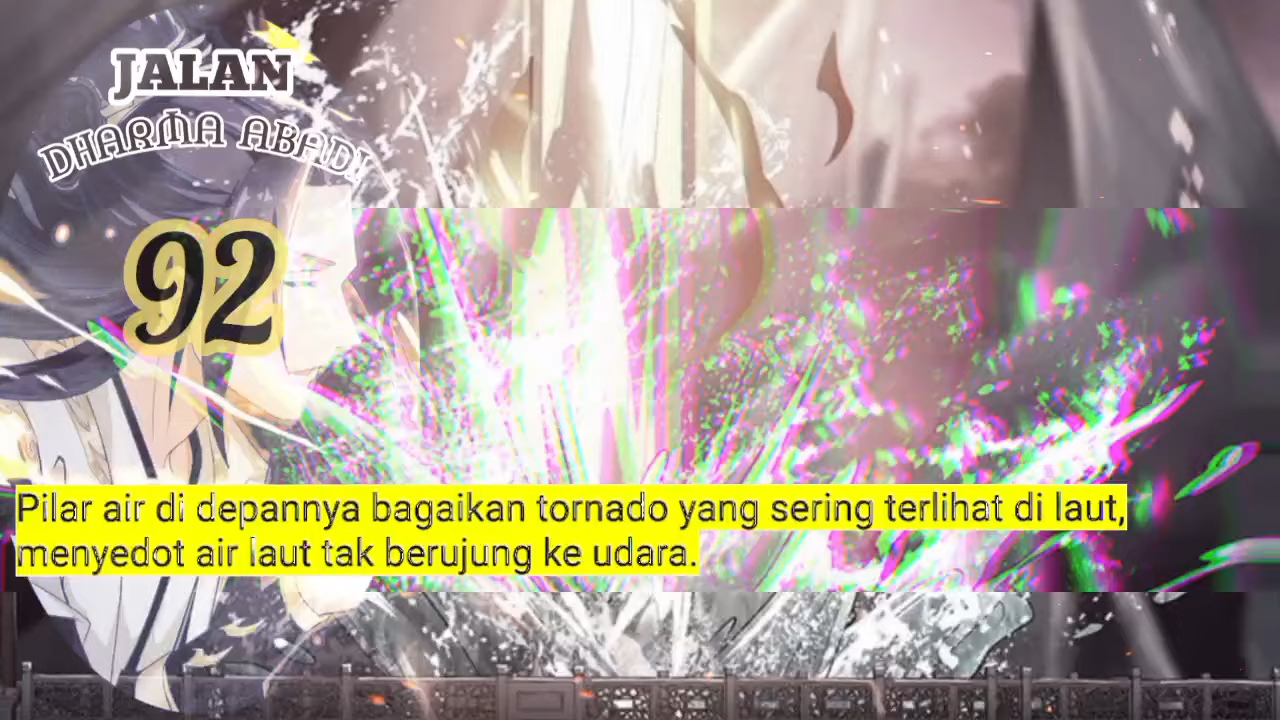 JALAN
DHARMA ABADI
92
Pilar air di depannya bagaikan tornado yang sering terlihat di laut,
menyedot air laut tak berujung ke udara.